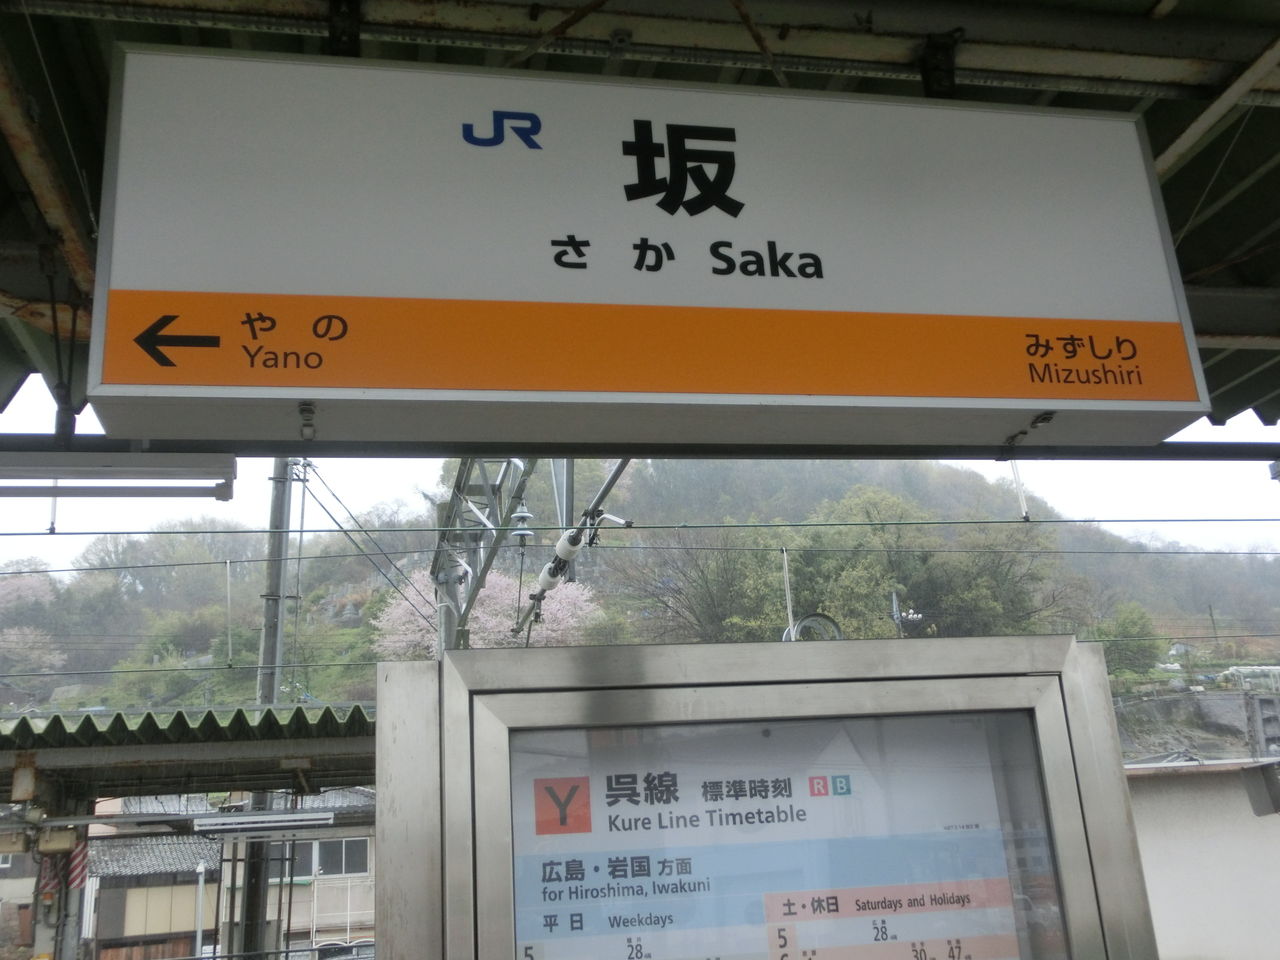 JR 坂
さか Saka
← やの みずしり
Yano Mizushiri
Y 呉線 標準時刻 R B
Kure Line Timetable
広島・岩国 方面
for Hiroshima, Iwakuni
平日 Weekdays 土・休日 Saturdays and Holidays
5 28 5 28
30 47